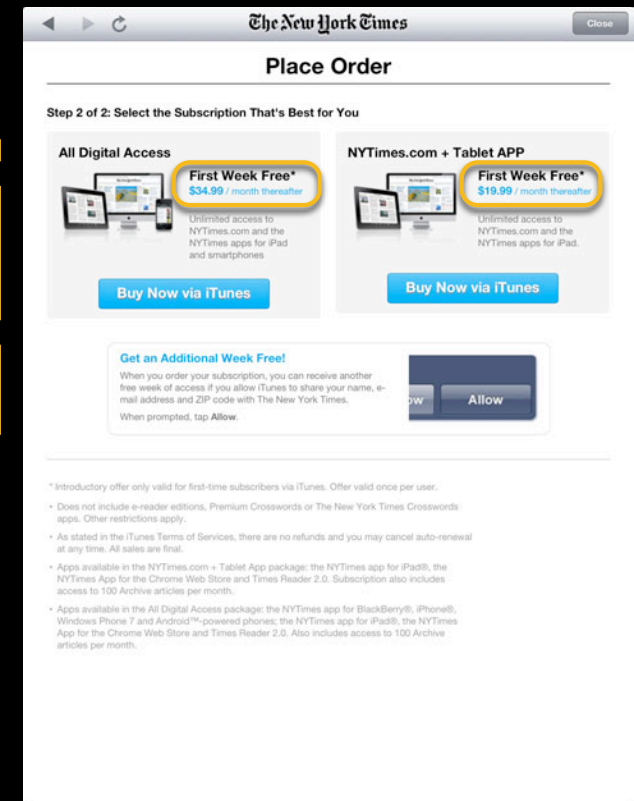 The New York Times
Close
Place Order
Step 2 of 2: Select the Subscription That's Best for You
All Digital Access
First Week Free*
$34.99 / month thereafter
Unlimited access to
NYTimes.com and the
NYTimes apps for iPad
and smartphones
Buy Now via iTunes
NYTimes.com + Tablet APP
First Week Free*
$19.99 / month thereafter
Unlimited access to
NYTimes.com and the
NYTimes apps for iPad.
Buy Now via iTunes
Get an Additional Week Free!
When you order your subscription, you can receive another
free week of access if you allow iTunes to share your name, e-
mail address and ZIP code with The New York Times.
When prompted, tap Allow.
ow
Allow
* Introductory offer only valid for first-time subscribers via iTunes. Offer valid once per user.
• Does not include e-reader editions, Premium Crosswords or The New York Times Crosswords
apps. Other restrictions apply.
• As stated in the iTunes Terms of Services, there are no refunds and you may cancel auto-renewal
at any time. All sales are final.
• Apps available in the NYTimes.com + Tablet App package: the NYTimes app for iPad®, the
NYTimes App for the Chrome Web Store and Times Reader 2.0. Subscription also includes
access to 100 Archive articles per month.
• Apps available in the All Digital Access package: the NYTimes app for BlackBerry®, iPhone®,
Windows Phone 7 and Android™-powered phones; the NYTimes app for iPad®, the NYTimes
App for the Chrome Web Store and Times Reader 2.0. Also includes access to 100 Archive
articles per month.